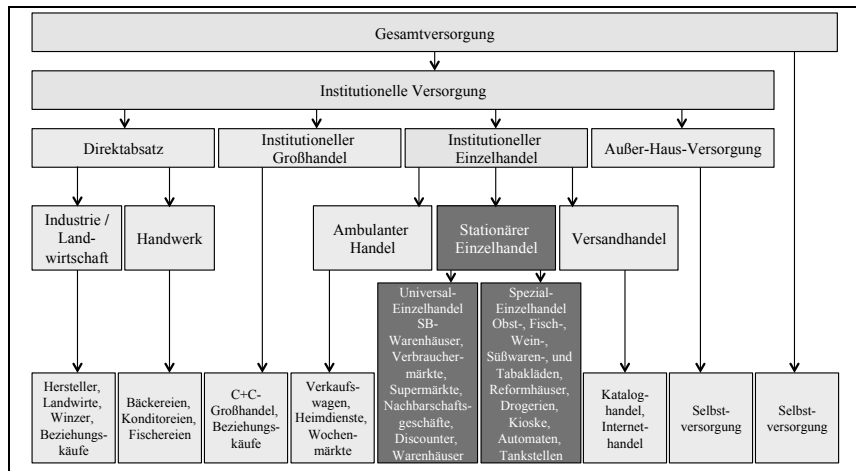 Gesamtversorgung
Institutionelle Versorgung
Direktabsatz
Institutioneller
Großhandel
Institutioneller
Einzelhandel
Außer-Haus-Versorgung
Industrie /
Land-
wirtschaft
Handwerk
Ambulanter
Handel
Stationärer
Einzelhandel
Versandhandel
Hersteller,
Landwirte,
Winzer,
Beziehungs-
käufe
Bäckereien,
Konditoreien,
Fischereien
C+C-
Großhandel,
Beziehungs-
käufe
Verkaufs-
wagen,
Heimdienste,
Wochen-
märkte
Universal-
Einzelhandel
SB-
Warenhäuser,
Verbraucher-
märkte,
Supermärkte,
Nachbarschafts-
geschäfte,
Discounter,
Warenhäuser
Spezial-
Einzelhandel
Obst-, Fisch-,
Wein-,
Süßwaren-, und
Tabakläden,
Reformhäuser,
Drogerien,
Kioske,
Automaten,
Tankstellen
Katalog-
handel,
Internet-
handel
Selbst-
versorgung
Selbst-
versorgung